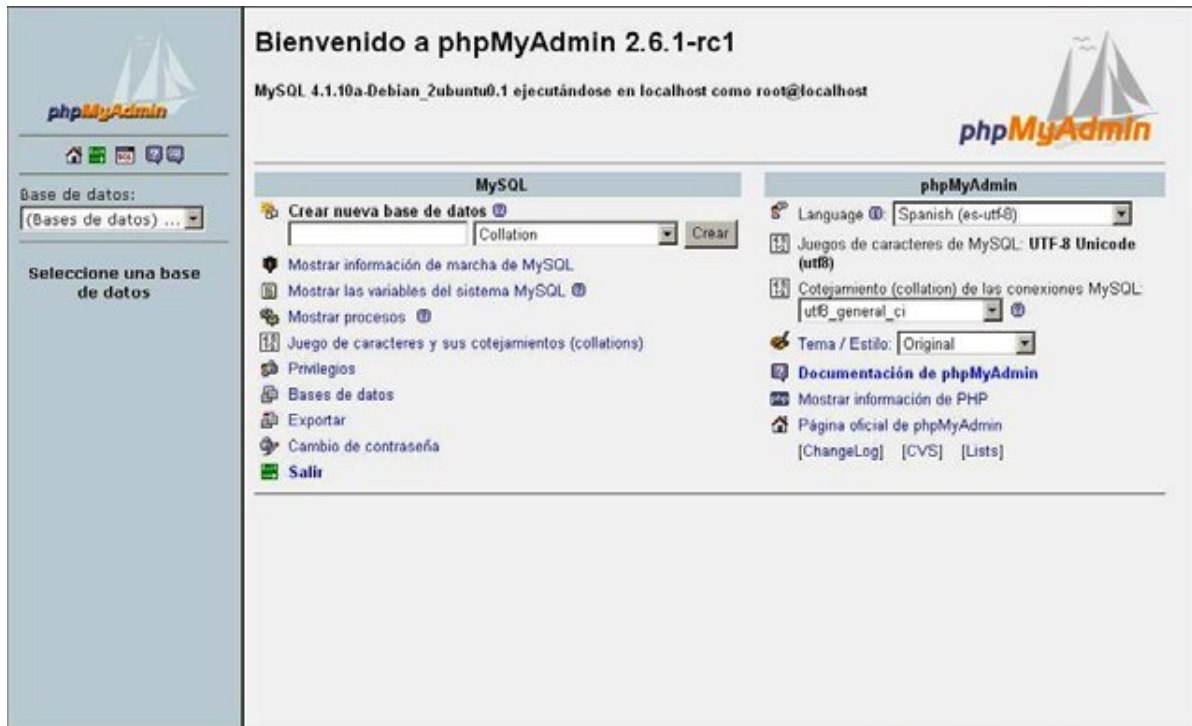 phpMyAdmin
Base de datos:
(Bases de datos) ...
Seleccione una base
de datos
Bienvenido a phpMyAdmin 2.6.1-rc1
MySQL 4.1.10a-Debian_2ubuntu0.1 ejecutándose en localhost como root@localhost
phpMyAdmin
MySQL
Crear nueva base de datos
Collation Crear
Mostrar información de marcha de MySQL
Mostrar las variables del sistema MySQL
Mostrar procesos
Juego de caracteres y sus cotejamientos (collations)
Privilegios
Bases de datos
Exportar
Cambio de contraseña
Salir
phpMyAdmin
Language : Spanish (es-utf-8)
Juegos de caracteres de MySQL: UTF-8 Unicode
(utf8)
Cotejamiento (collation) de las conexiones MySQL:
utf8_general_ci
Tema / Estilo: Original
Documentación de phpMyAdmin
Mostrar información de PHP
Página oficial de phpMyAdmin
[ChangeLog] [CVS] [Lists]